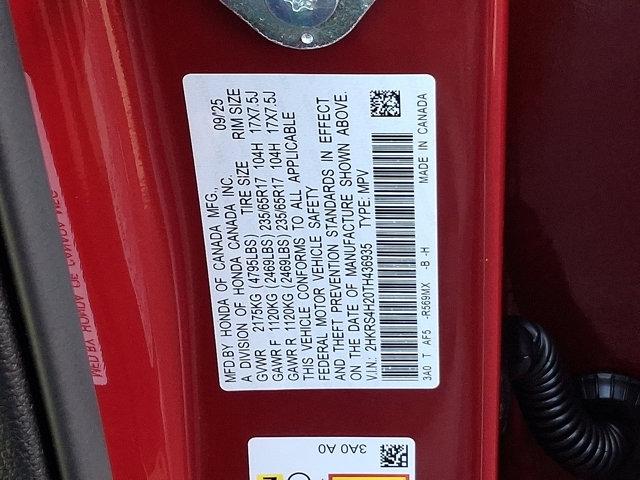 MFD.BY HONDA OF CANADA MFG., 09/25
A DIVISION OF HONDA CANADA INC. TIRE SIZE RIM SIZE
GVWR 2175KG (4795LBS)
GAWR F 1120KG (2469LBS) 235/65R17 104H 17X7.5J
GAWR R 1120KG (2469LBS) 235/65R17 104H 17X7.5J
THIS VEHICLE CONFORMS TO ALL APPLICABLE
FEDERAL MOTOR VEHICLE SAFETY
AND THEFT PREVENTION STANDARDS IN EFFECT
ON THE DATE OF MANUFACTURE SHOWN ABOVE.
V.I.N.: 2HKRS4H20TH436935 TYPE: MPV
3A0 T AF5 -R569MX -B -H MADE IN CANADA
3A0 A0